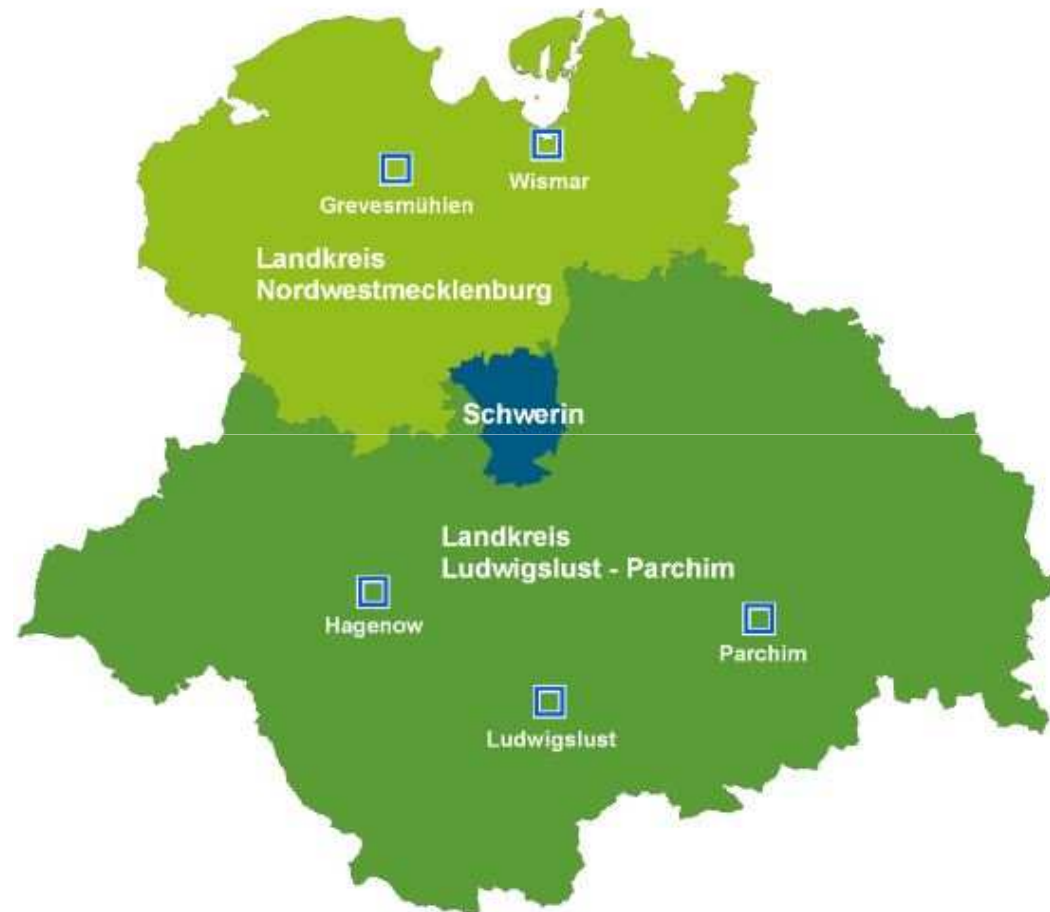 Wismar
Grevesmühlen
Landkreis
Nordwestmecklenburg
Schwerin
Landkreis
Ludwigslust - Parchim
Hagenow
Parchim
Ludwigslust